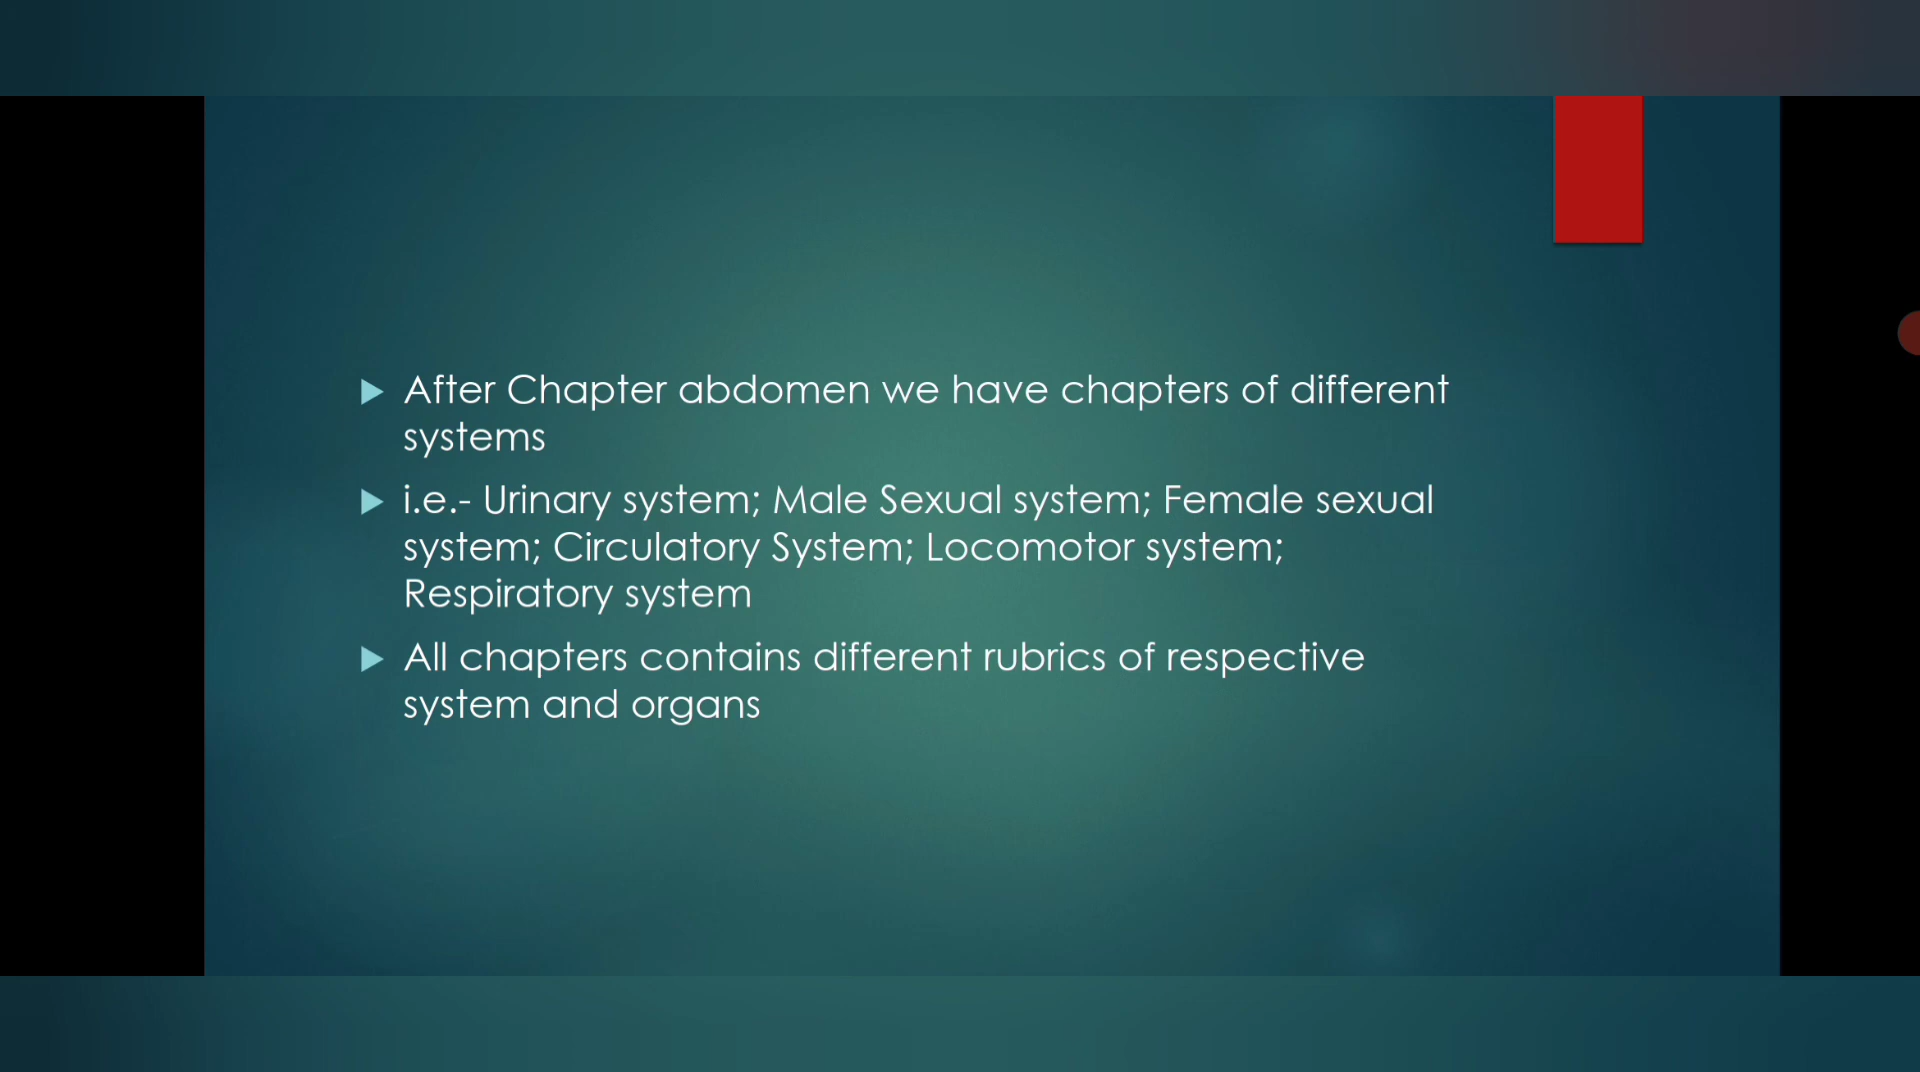 After Chapter abdomen we have chapters of different
systems
i.e.- Urinary system; Male Sexual system; Female sexual
system; Circulatory System; Locomotor system;
Respiratory system
All chapters contains different rubrics of respective
system and organs